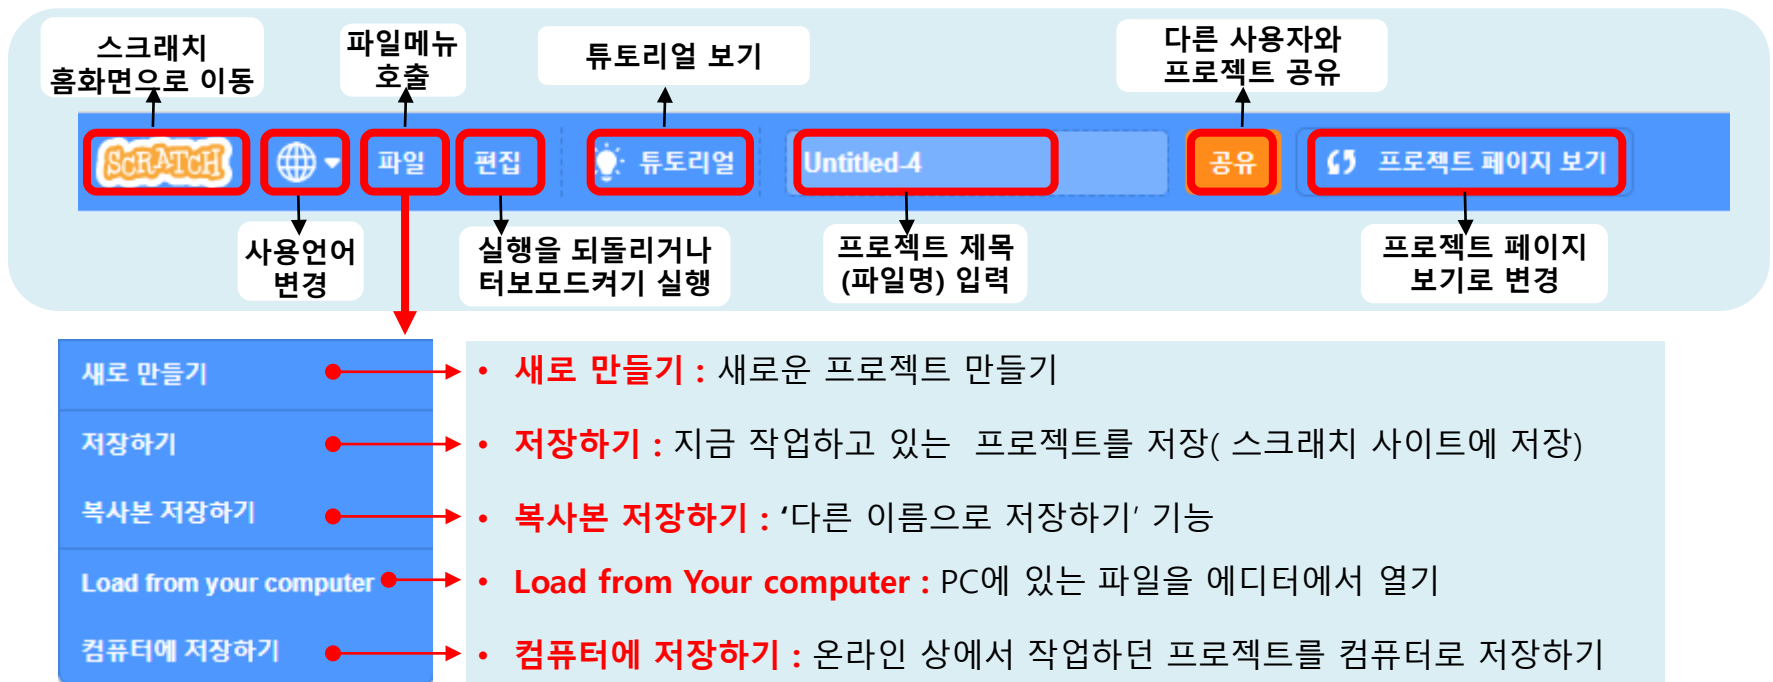 스크래치
홈화면으로 이동
파일메뉴
호출
튜토리얼 보기
다른 사용자와
프로젝트 공유
SCRATCH
파일
편집
튜토리얼
Untitled-4
공유
프로젝트 페이지 보기
사용언어
변경
실행을 되돌리거나
터보모드켜기 실행
프로젝트 제목
(파일명) 입력
프로젝트 페이지
보기로 변경
새로 만들기
• 새로 만들기 : 새로운 프로젝트 만들기
저장하기
• 저장하기 : 지금 작업하고 있는 프로젝트를 저장( 스크래치 사이트에 저장)
복사본 저장하기
• 복사본 저장하기 : ‘다른 이름으로 저장하기’ 기능
Load from your computer
• Load from Your computer : PC에 있는 파일을 에디터에서 열기
컴퓨터에 저장하기
• 컴퓨터에 저장하기 : 온라인 상에서 작업하던 프로젝트를 컴퓨터로 저장하기